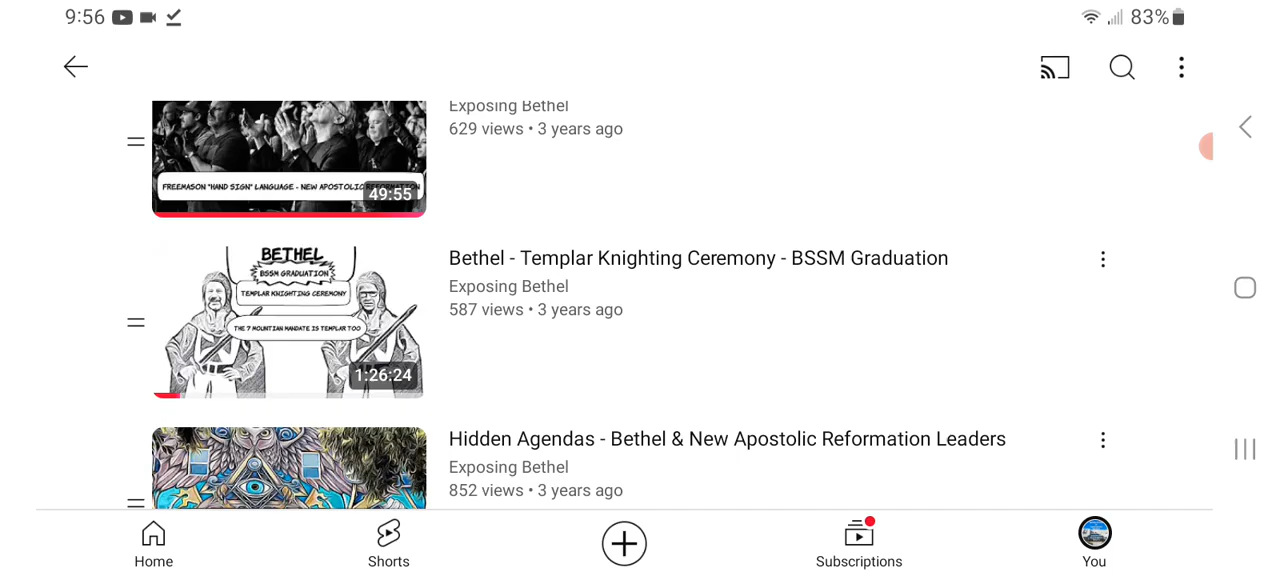 9:56
83%
Exposing Bethel
629 views • 3 years ago
FREEMASON "HAND SIGN" LANGUAGE - NEW APOSTOLIC REFORMATION
49:55
BETHEL
BSSM GRADUATION
TEMPLAR KNIGHTING CEREMONY
THE 7 MOUNTIAN MANDATE IS TEMPLAR TOO
1:26:24
Bethel - Templar Knighting Ceremony - BSSM Graduation
Exposing Bethel
587 views • 3 years ago
Hidden Agendas - Bethel & New Apostolic Reformation Leaders
Exposing Bethel
852 views • 3 years ago
Home
Shorts
Subscriptions
You